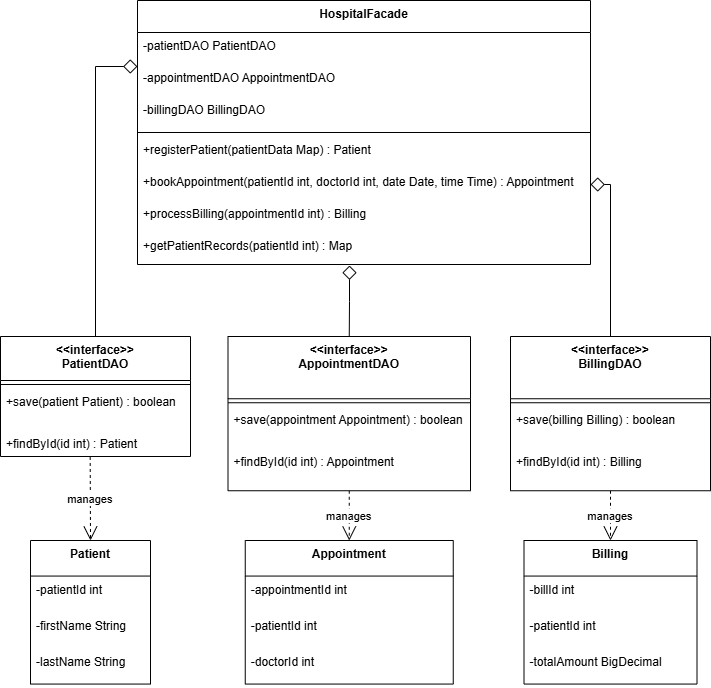 HospitalFacade
-patientDAO PatientDAO
-appointmentDAO AppointmentDAO
-billingDAO BillingDAO
+registerPatient(patientData Map) : Patient
+bookAppointment(patientId int, doctorId int, date Date, time Time) : Appointment
+processBilling(appointmentId int) : Billing
+getPatientRecords(patientId int) : Map
<<interface>>
PatientDAO
+save(patient Patient) : boolean
+findById(id int) : Patient
<<interface>>
AppointmentDAO
+save(appointment Appointment) : boolean
+findById(id int) : Appointment
<<interface>>
BillingDAO
+save(billing Billing) : boolean
+findById(id int) : Billing
manages
manages
manages
Patient
-patientId int
-firstName String
-lastName String
Appointment
-appointmentId int
-patientId int
-doctorId int
Billing
-billId int
-patientId int
-totalAmount BigDecimal